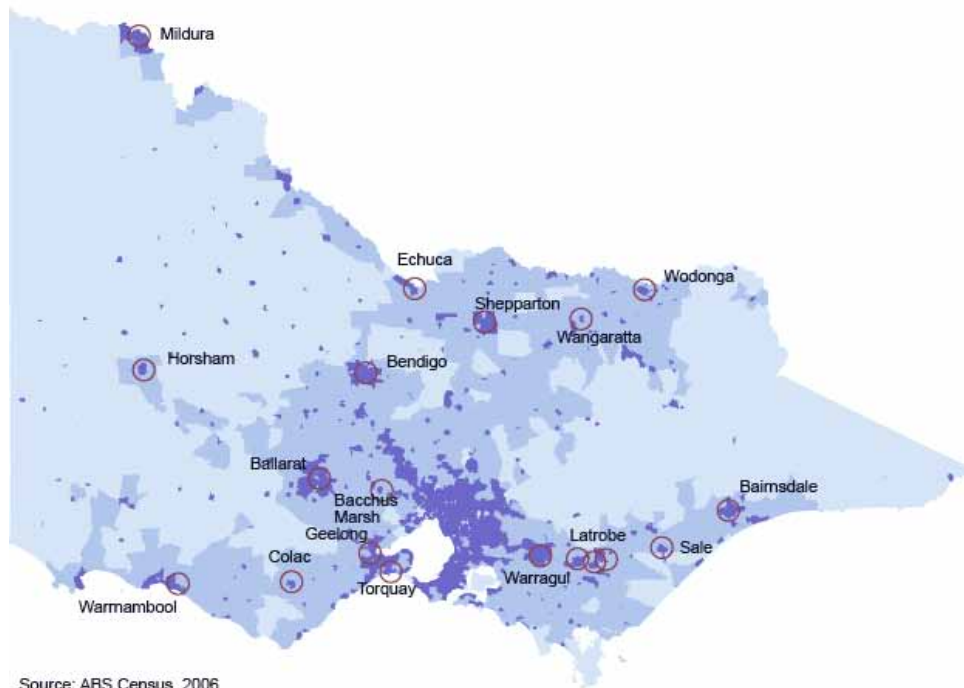 Mildura
Echuca
Wodonga
Shepparton
Wangaratta
Horsham
Bendigo
Ballarat
Bacchus
Marsh
Bairnsdale
Geelong
Latrobe
Colac
Sale
Warragul
Torquay
Warrnambool
Source: ABS Census, 2006